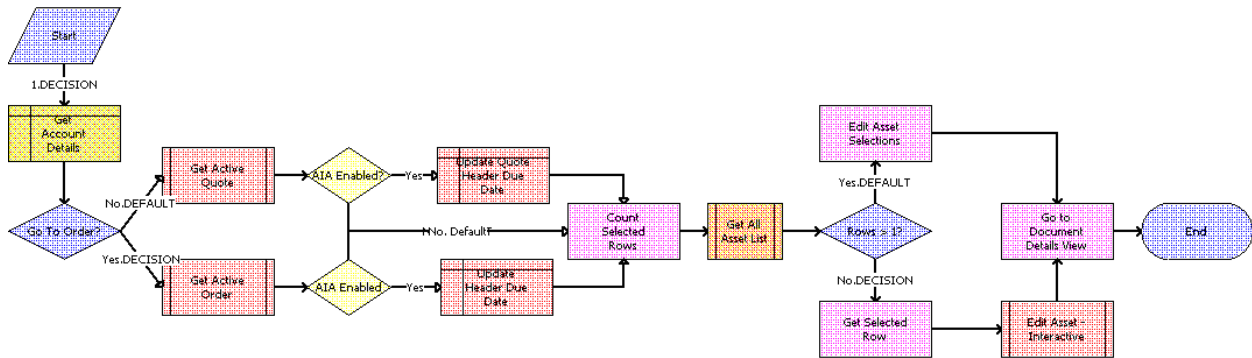 Start
1.DECISION
Get
Account
Details
Go To Order?
No.DEFAULT
Yes.DECISION
Get Active
Quote
Get Active
Order
AIA Enabled?
Yes
Update Quote
Header Due
Date
No. Default
AIA Enabled
Yes
Update
Header Due
Date
Count
Selected
Rows
Get All
Asset List
Rows > 1?
Yes.DEFAULT
Edit Asset
Selections
No.DECISION
Get Selected
Row
Edit Asset -
Interactive
Go to
Document
Details View
End